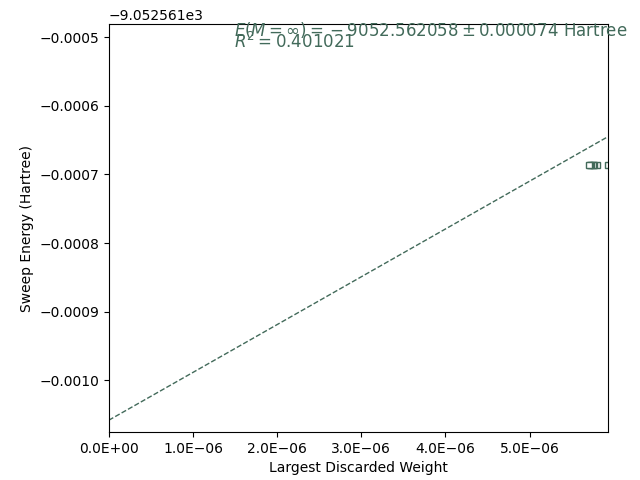 −9.052561e3
E(M = ∞) = −9052.562058 ± 0.000074 Hartree
R² = 0.401021
−0.0005
−0.0006
−0.0007
−0.0008
−0.0009
−0.0010
Sweep Energy (Hartree)
0.0E+00 1.0E−06 2.0E−06 3.0E−06 4.0E−06 5.0E−06
Largest Discarded Weight